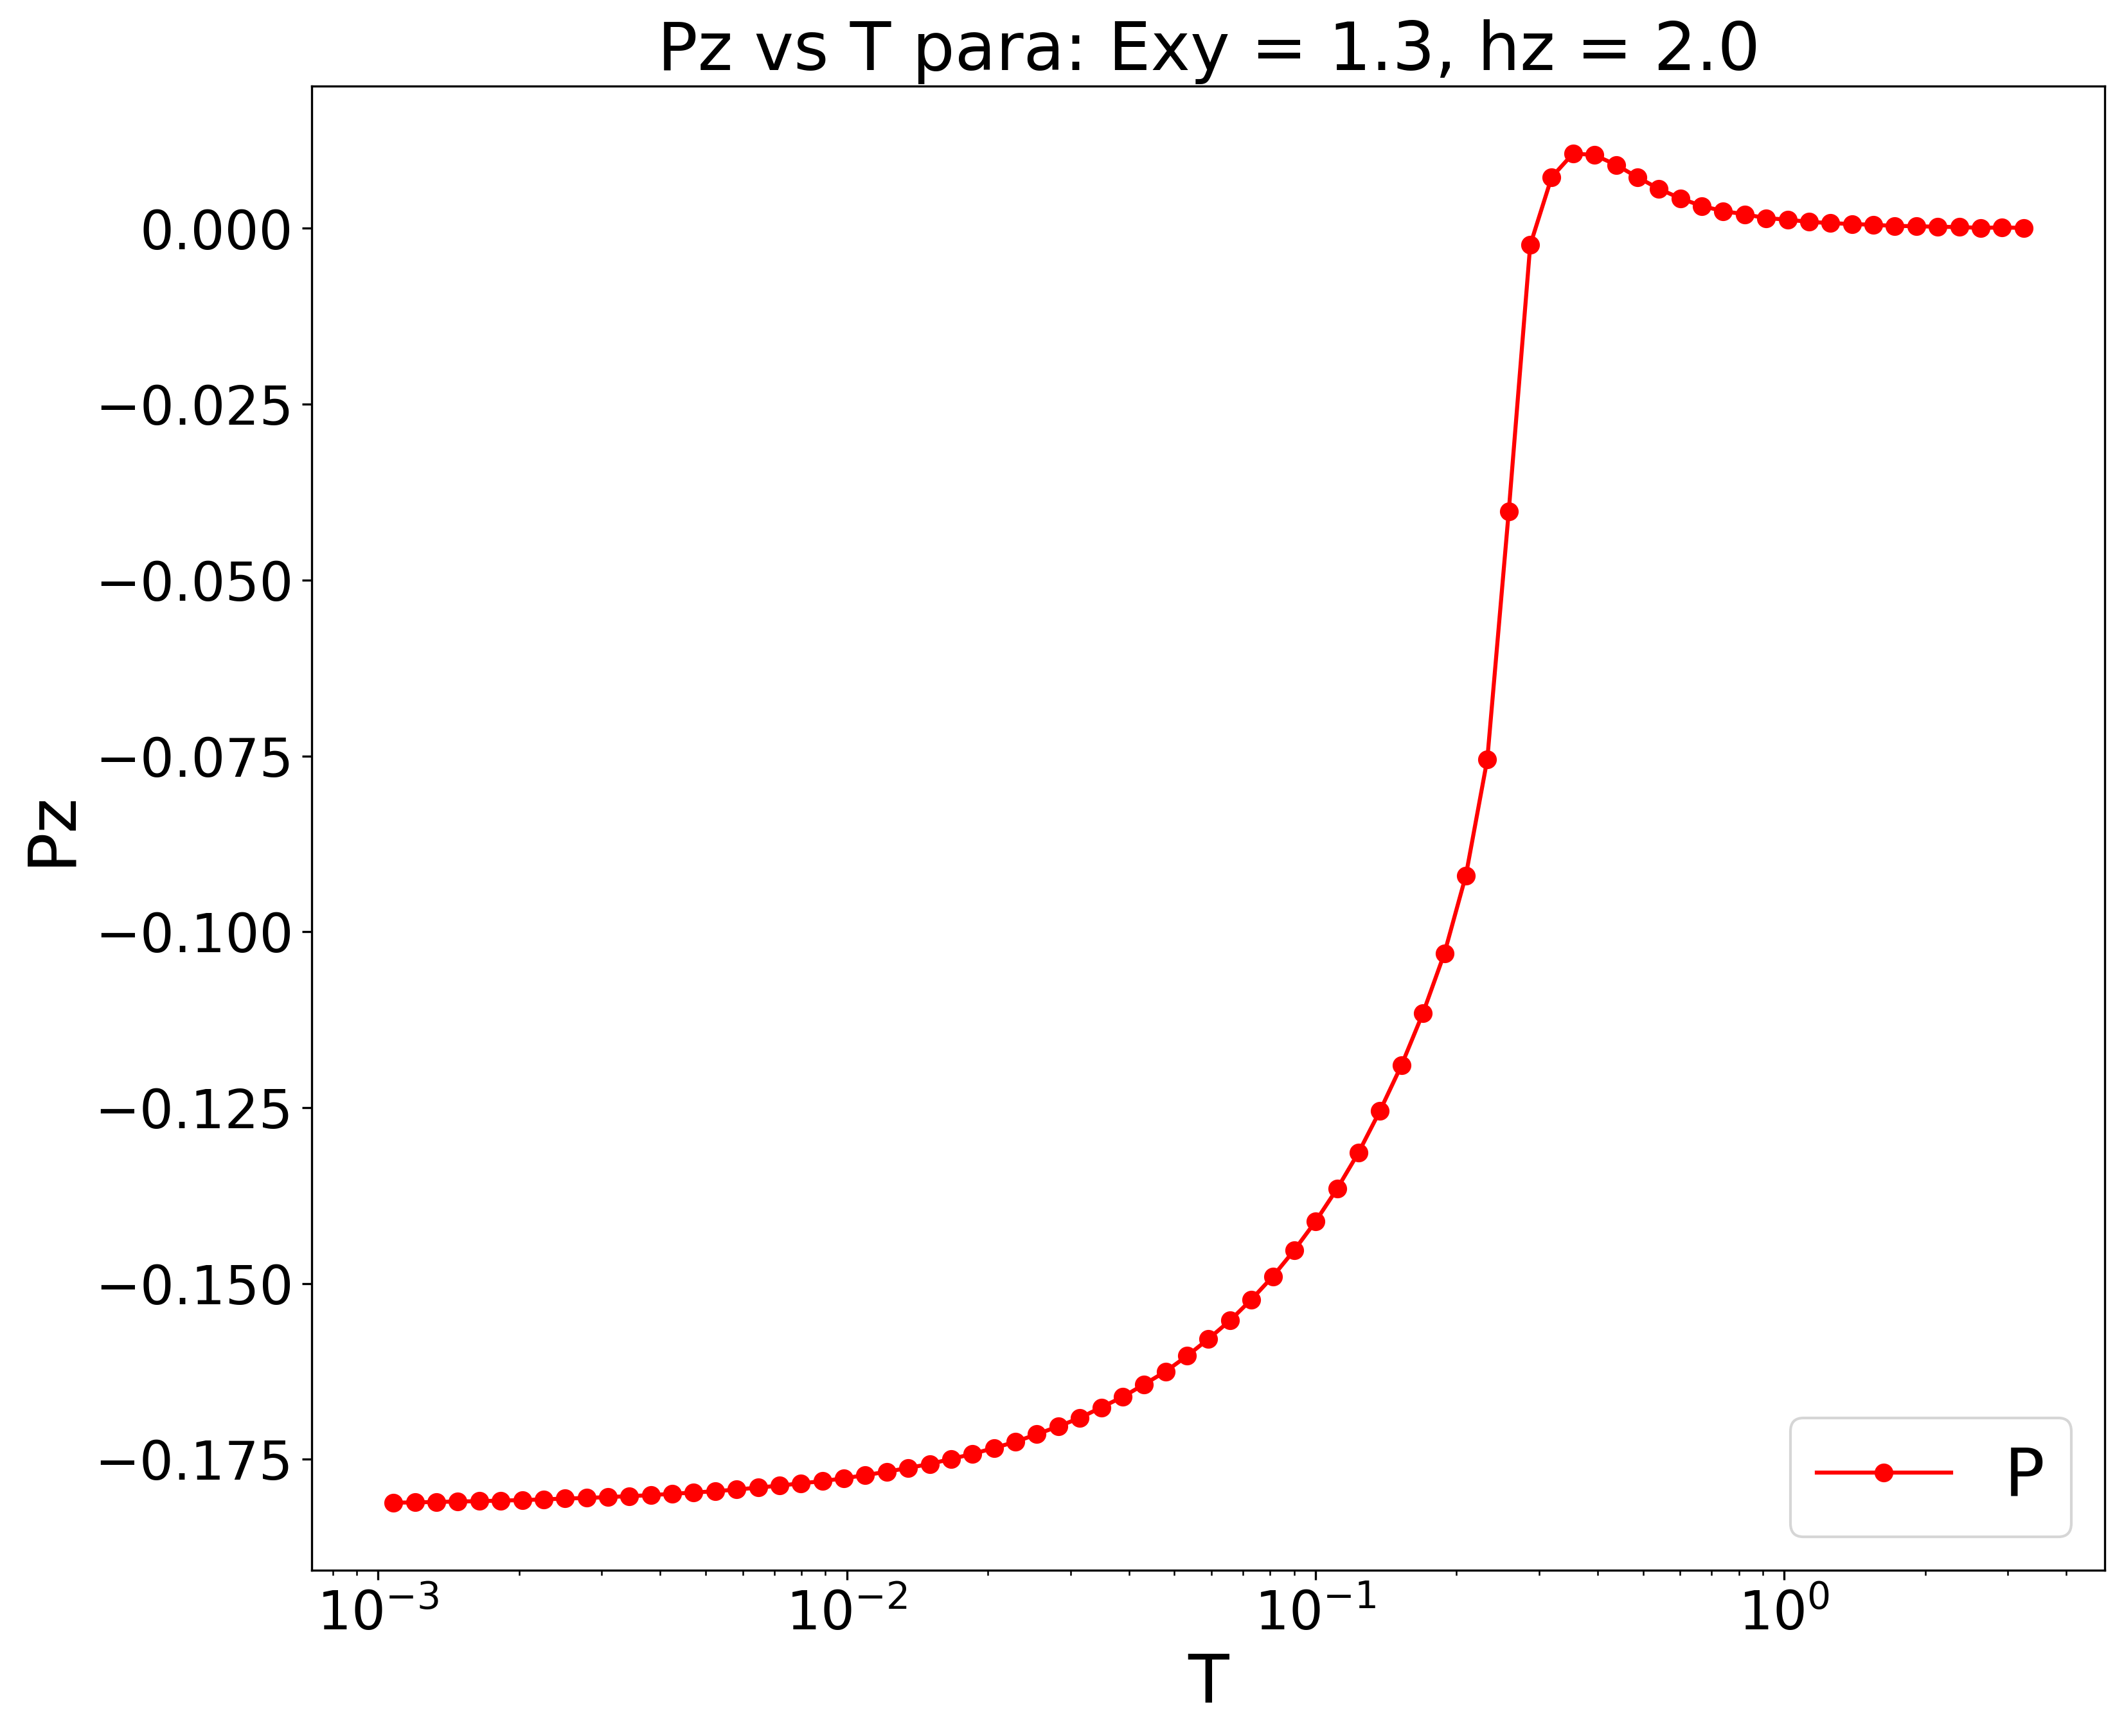 Pz vs T para: Exy = 1.3, hz = 2.0
0.000
−0.025
−0.050
−0.075
−0.100
−0.125
−0.150
−0.175
Pz
P
10⁻³ 10⁻² 10⁻¹ 10⁰
T